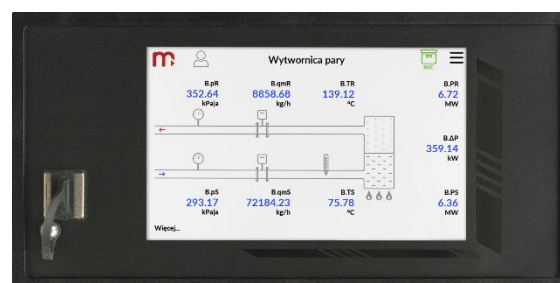 m
Wytwornica pary
REC
B.pR
B.qmR
B.TR
B.PR
352.64
8858.68
139.12
6.72
kPa|a
kg/h
°C
MW
B.ΔP
359.14
kW
B.pS
B.qmS
B.TS
B.PS
293.17
72184.23
75.78
6.36
kPa|a
kg/h
°C
MW
Więcej...